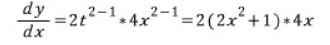 dy/dx = 2t^{2-1} * 4x^{2-1} = 2(2x^2+1) * 4x